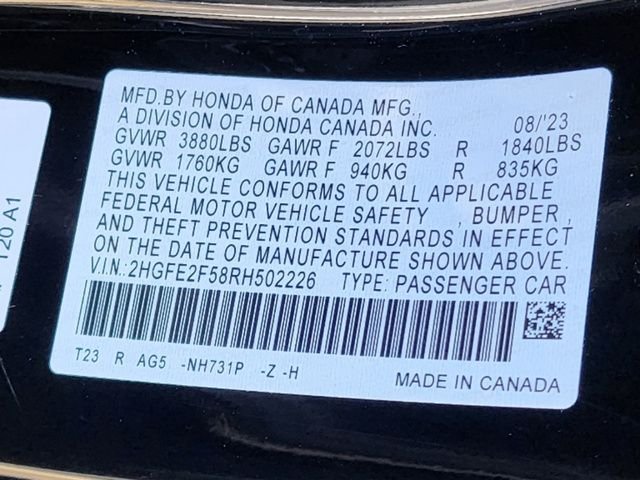 MFD.BY HONDA OF CANADA MFG.,
A DIVISION OF HONDA CANADA INC. 08/'23
GVWR 3880LBS GAWR F 2072LBS R 1840LBS
GVWR 1760KG GAWR F 940KG R 835KG
THIS VEHICLE CONFORMS TO ALL APPLICABLE
FEDERAL MOTOR VEHICLE SAFETY , BUMPER ,
AND THEFT PREVENTION STANDARDS IN EFFECT
ON THE DATE OF MANUFACTURE SHOWN ABOVE.
V.I.N.:2HGFE2F58RH502226 TYPE: PASSENGER CAR
T23 R AG5 -NH731P -Z -H
MADE IN CANADA
T20 A1